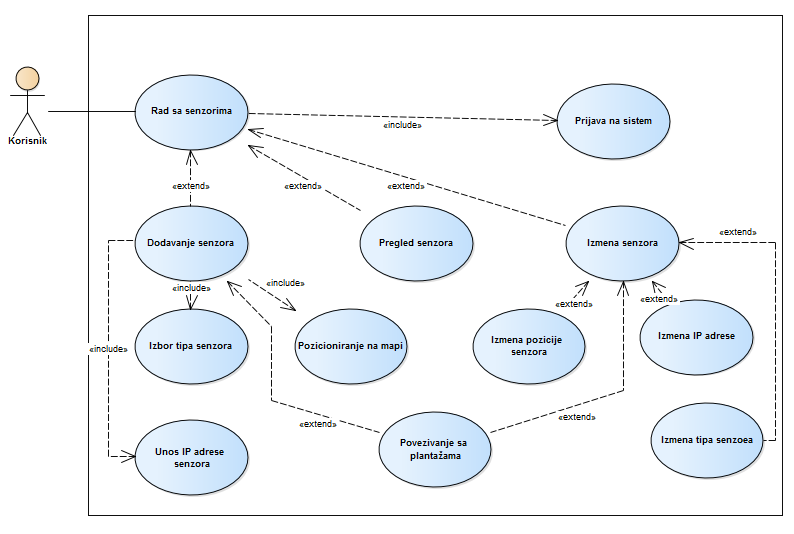 Rad sa senzorima
Prijava na sistem
«include»
Korisnik
«extend»
«extend»
«extend»
Dodavanje senzora
Pregled senzora
Izmena senzora
«extend»
«include»
«include»
«extend»
«extend»
Izbor tipa senzora
Pozicioniranje na mapi
Izmena pozicije
senzora
Izmena IP adrese
«include»
«extend»
«extend»
Povezivanje sa
plantažama
Izmena tipa senzoea
Unos IP adrese
senzora